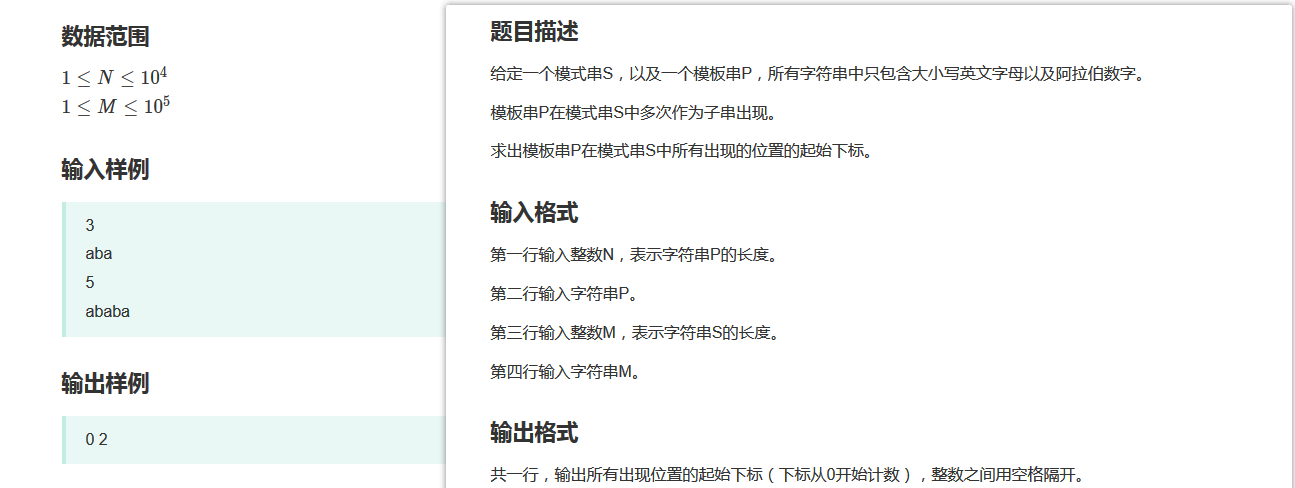 数据范围
1 ≤ N ≤ 10^4
1 ≤ M ≤ 10^5
输入样例
3
aba
5
ababa
输出样例
0 2
题目描述
给定一个模式串S，以及一个模板串P，所有字符串中只包含大小写英文字母以及阿拉伯数字。
模板串P在模式串S中多次作为子串出现。
求出模板串P在模式串S中所有出现的位置的起始下标。
输入格式
第一行输入整数N，表示字符串P的长度。
第二行输入字符串P。
第三行输入整数M，表示字符串S的长度。
第四行输入字符串M。
输出格式
共一行，输出所有出现位置的起始下标（下标从0开始计数），整数之间用空格隔开。